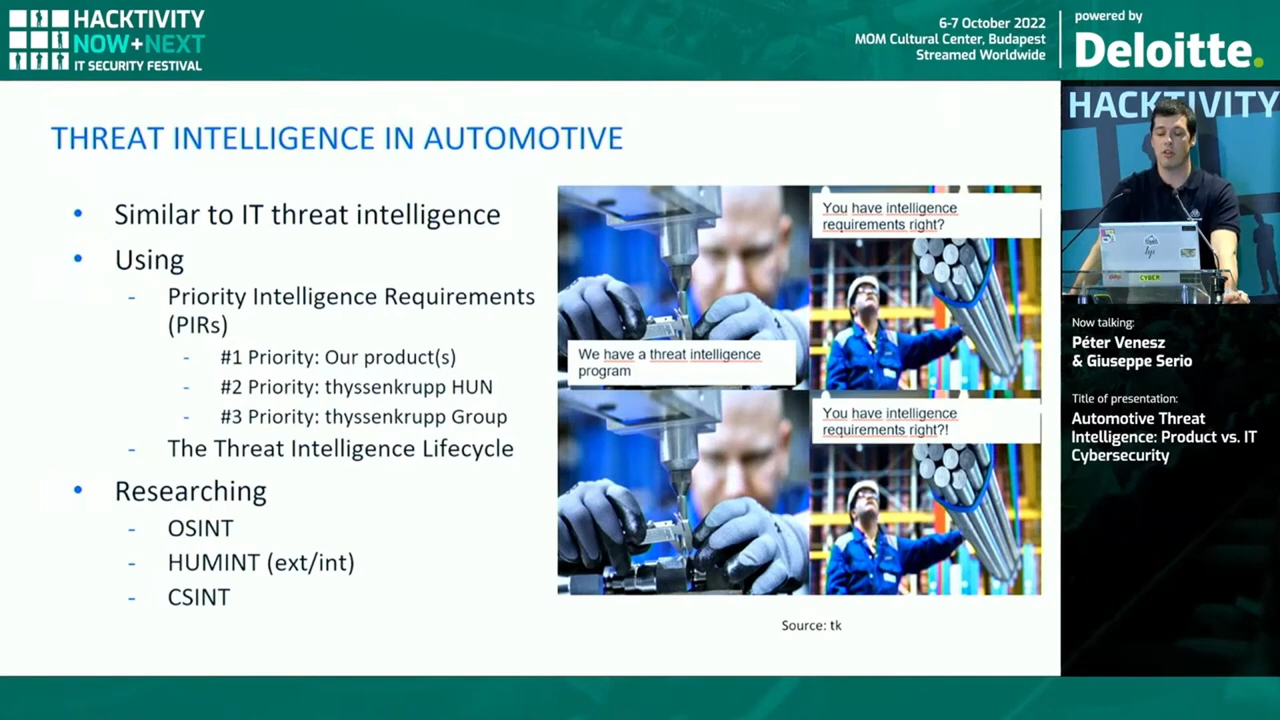 HACKTIVITY
NOW+NEXT
IT SECURITY FESTIVAL
6-7 October 2022
MOM Cultural Center, Budapest
Streamed Worldwide
powered by
Deloitte.
THREAT INTELLIGENCE IN AUTOMOTIVE
• Similar to IT threat intelligence
• Using
- Priority Intelligence Requirements
(PIRs)
- #1 Priority: Our product(s)
- #2 Priority: thyssenkrupp HUN
- #3 Priority: thyssenkrupp Group
- The Threat Intelligence Lifecycle
• Researching
- OSINT
- HUMINT (ext/int)
- CSINT
We have a threat intelligence
program
You have intelligence
requirements right?
You have intelligence
requirements right?!
Source: tk
HACKTIVITY
hp
CYBER
Now talking:
Péter Venesz
& Giuseppe Serio
Title of presentation:
Automotive Threat
Intelligence: Product vs. IT
Cybersecurity